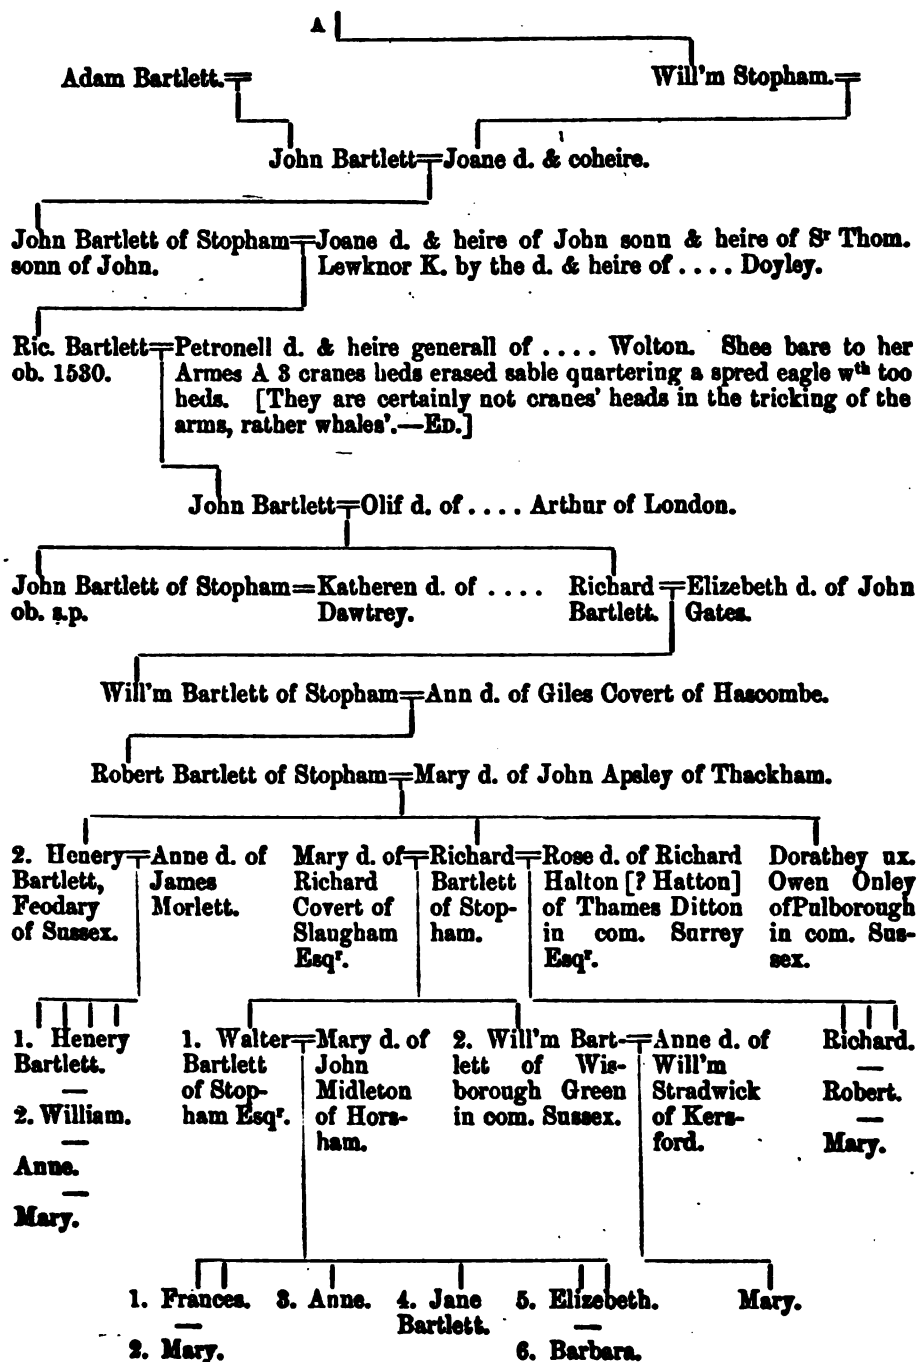 A
Adam Bartlett.= Will'm Stopham.=
John Bartlett=Joane d. & coheire.
John Bartlett of Stopham=Joane d. & heire of John sonn & heire of Sr Thom.
sonn of John. Lewknor K. by the d. & heire of .... Doyley.
Ric. Bartlett=Petronell d. & heire generall of .... Wolton. Shee bare to her
ob. 1530. Armes A 3 cranes heds erased sable quartering a spred eagle wth too
heds. [They are certainly not cranes' heads in the tricking of the
arms, rather whales'.—ED.]
John Bartlett=Olif d. of .... Arthur of London.
John Bartlett of Stopham=Katheren d. of ....
ob. s.p. Dawtrey.
Richard=Elizebeth d. of John
Bartlett. Gates.
Will'm Bartlett of Stopham=Ann d. of Giles Covert of Hascombe.
Robert Bartlett of Stopham=Mary d. of John Apsley of Thackham.
2. Henery=
Bartlett,
Feodary
of Sussex.
Anne d. of
James
Morlett.
Mary d. of=
Richard
Covert of
Slaugham
Esqr.
Richard=
Bartlett
of Stop-
ham.
Rose d. of Richard
Halton [? Hatton]
of Thames Ditton
in com. Surrey
Esqr.
Dorathey ux.
Owen Onley
of Pulborough
in com. Sus-
sex.
1. Henery
Bartlett.
—
2. William.
—
Anne.
—
Mary.
1. Walter=
Bartlett
of Stop-
ham Esqr.
Mary d. of
John
Midleton
of Hors-
ham.
2. Will'm Bart-=
lett of Wis-
borough Green
in com. Sussex.
Anne d. of
Will'm
Stradwick
of Kers-
ford.
Richard.
—
Robert.
—
Mary.
1. Frances.
—
2. Mary.
3. Anne.
4. Jane
Bartlett.
5. Elizebeth.
—
6. Barbara.
Mary.